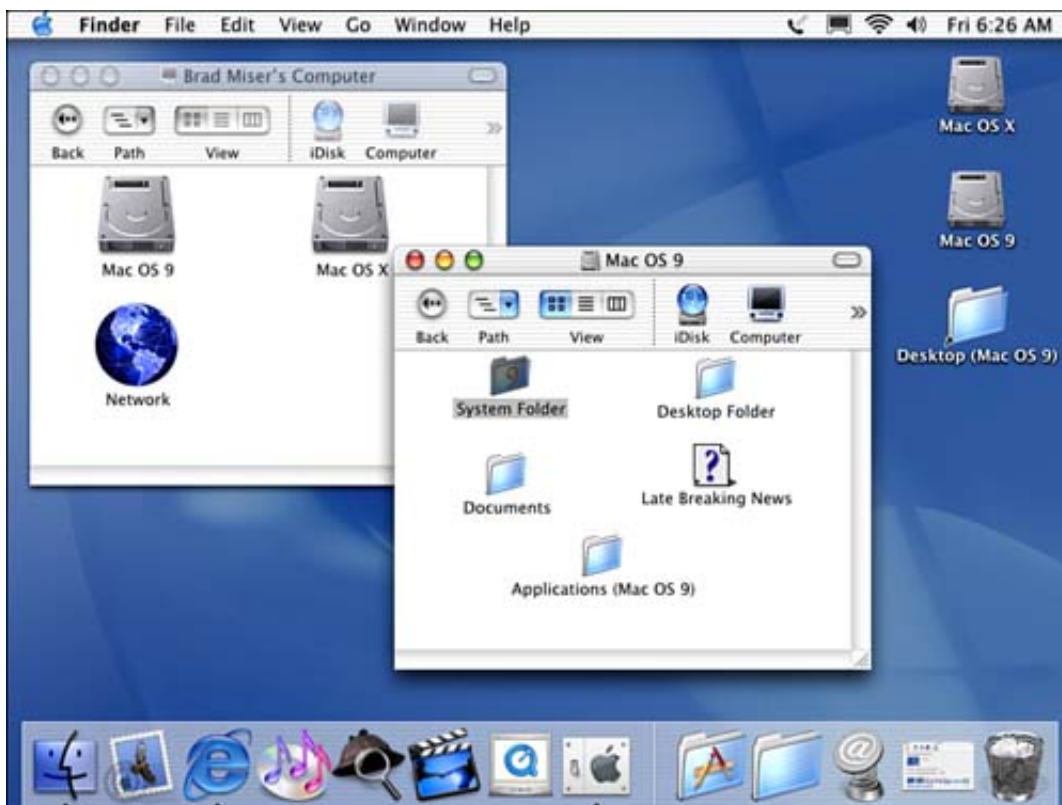 Finder File Edit View Go Window Help Fri 6:26 AM
Brad Miser's Computer
Back Path View iDisk Computer
Mac OS 9 Mac OS X
Network
Mac OS 9
Back Path View iDisk Computer
System Folder Desktop Folder
Documents Late Breaking News
Applications (Mac OS 9)
Mac OS X
Mac OS 9
Desktop (Mac OS 9)